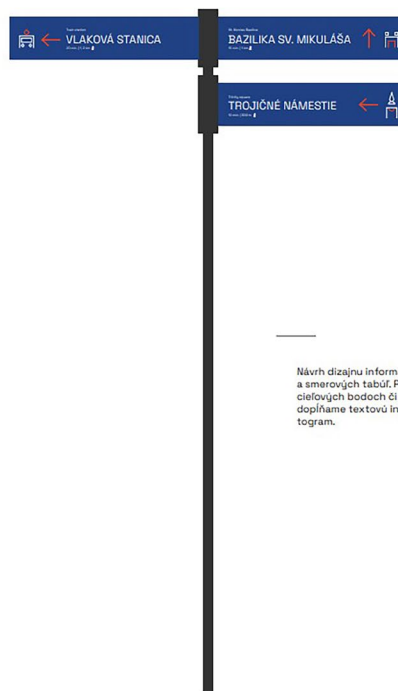 VLAKOVÁ STANICA
BAZILIKA SV. MIKULÁŠA
TROJIČNÉ NÁMESTIE
Návrh dizajnu inform
a smerových tabúľ. P
cieľových bodoch či
dopĺňame textovú in
togram.